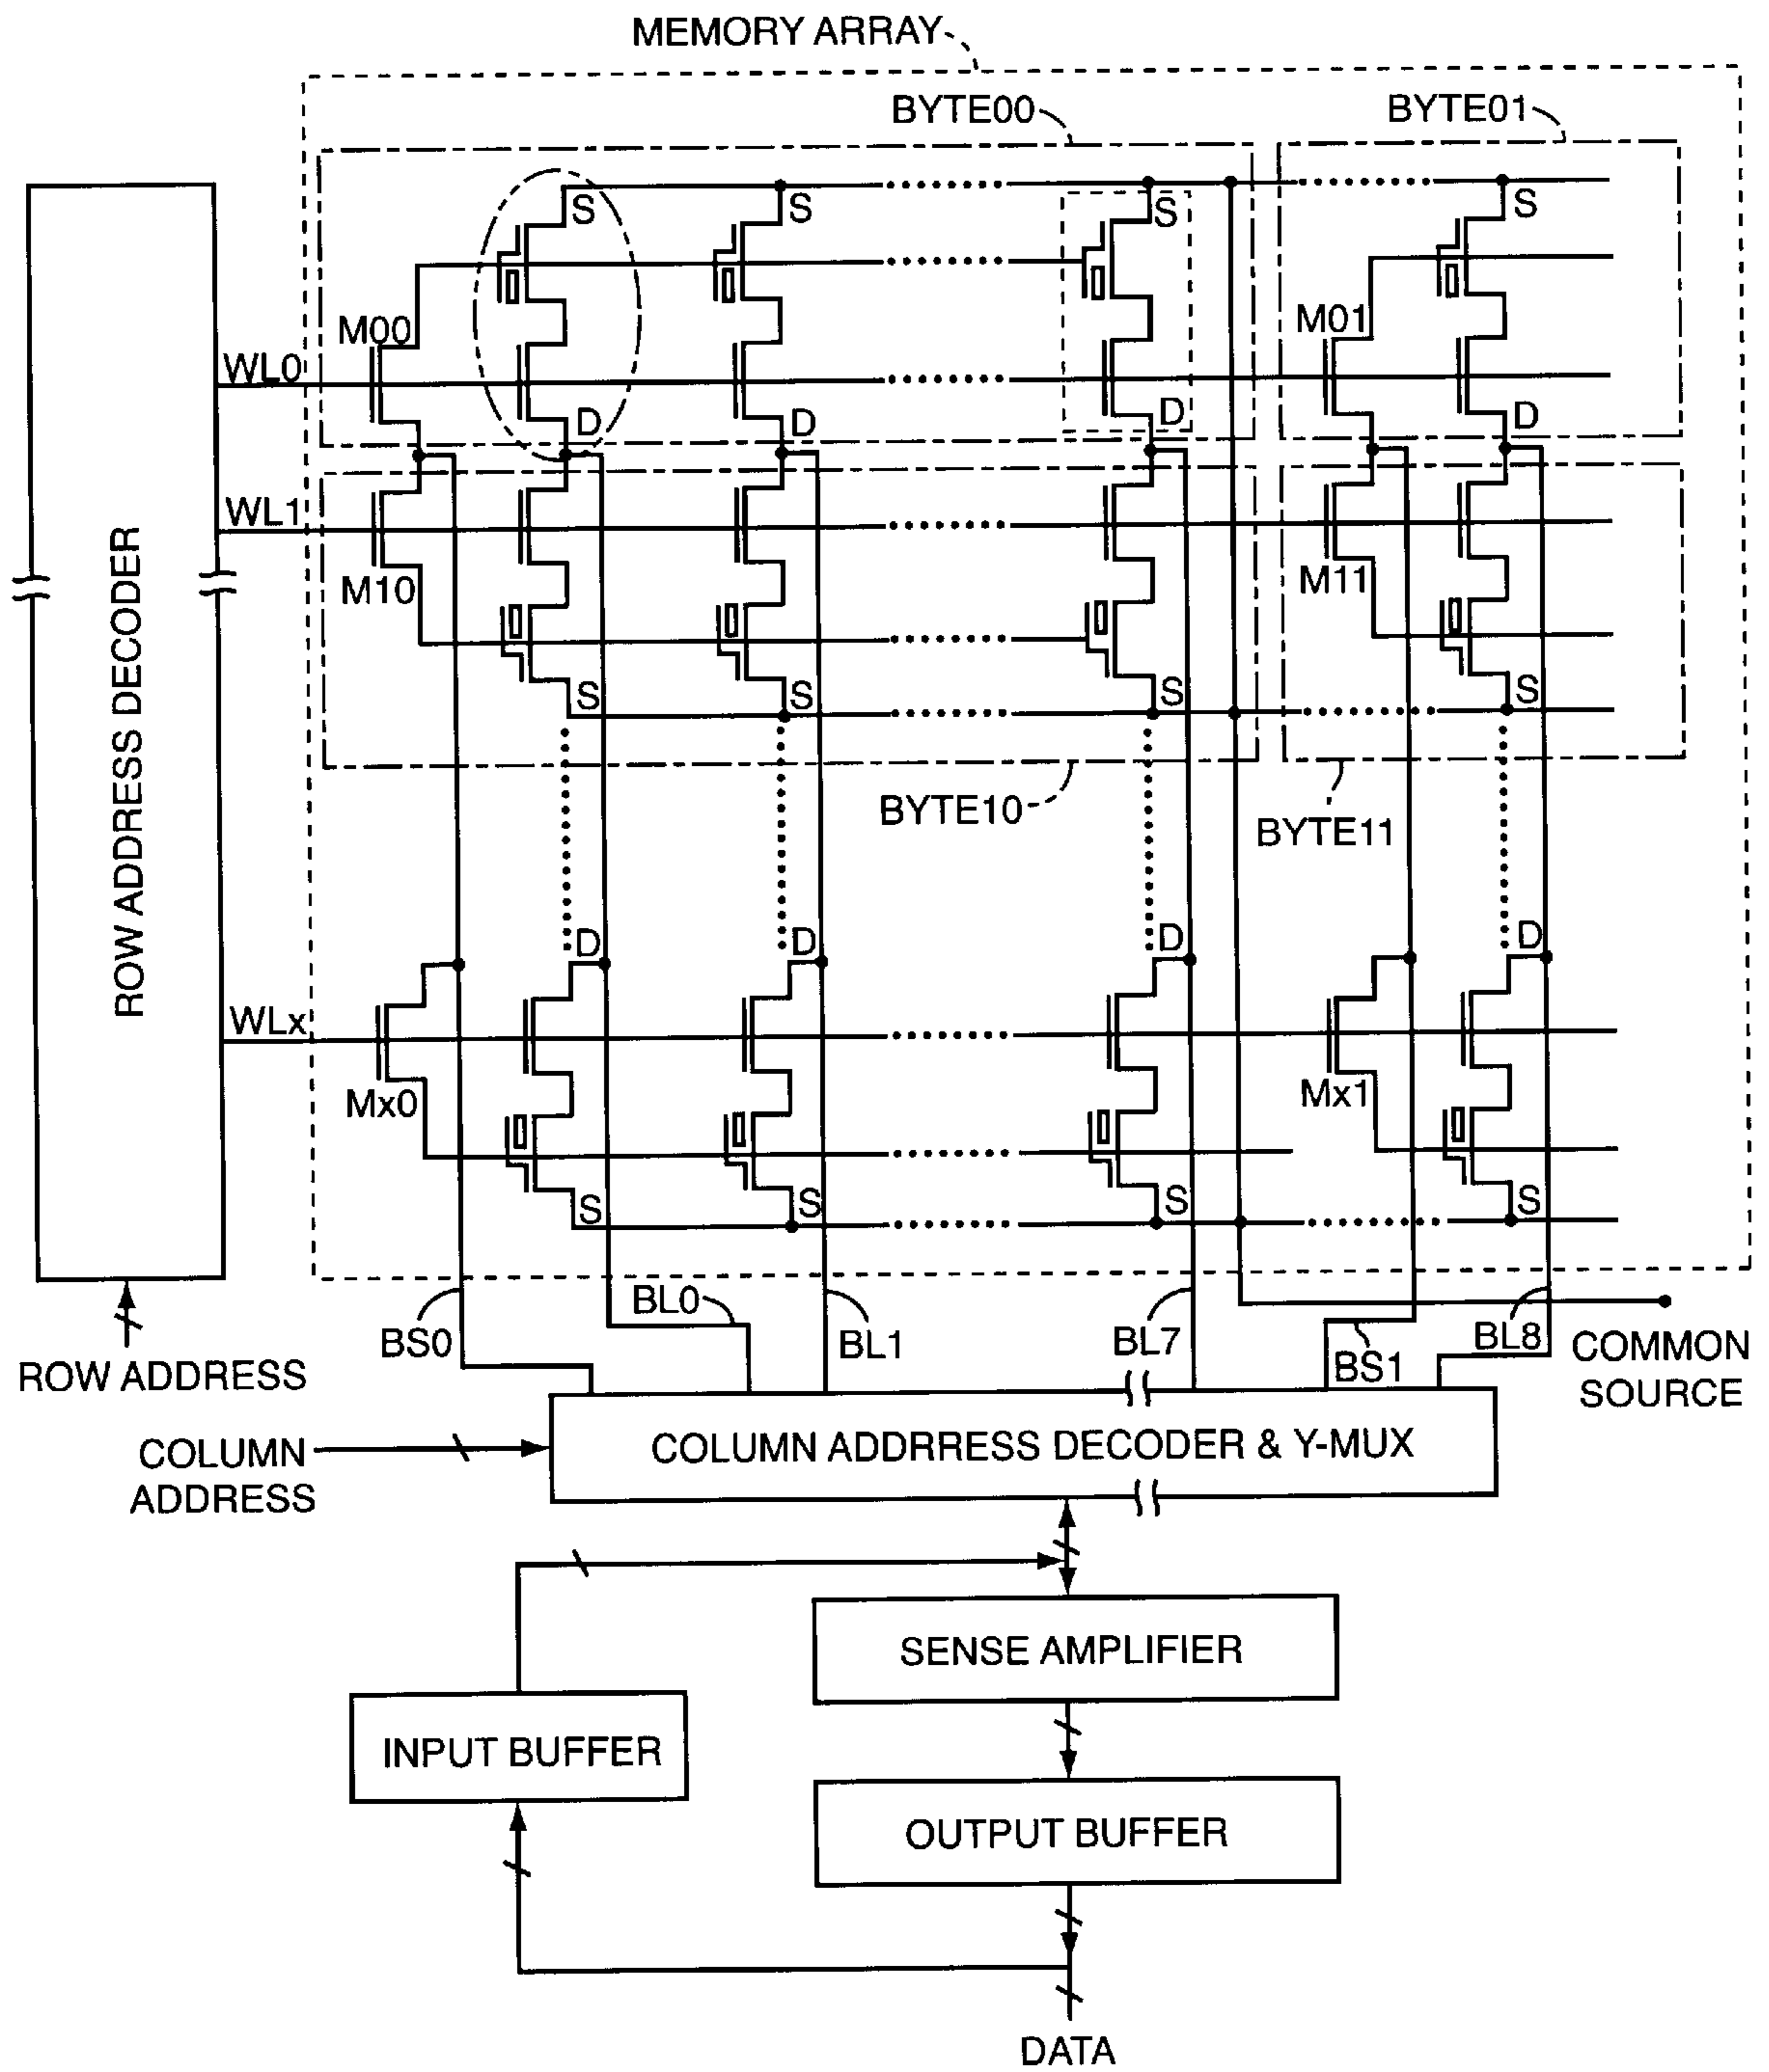 MEMORY ARRAY
BYTE00
BYTE01
S
S
S
S
M00
M01
WL0
D
D
D
D
WL1
M10
M11
S
S
S
S
ROW ADDRESS DECODER
BYTE10
BYTE11
D
D
D
D
WLx
Mx0
Mx1
S
S
S
S
BS0
BL0
BL1
BL7
BS1
BL8
COMMON
SOURCE
ROW ADDRESS
COLUMN
ADDRESS
COLUMN ADDRRESS DECODER & Y-MUX
SENSE AMPLIFIER
INPUT BUFFER
OUTPUT BUFFER
DATA